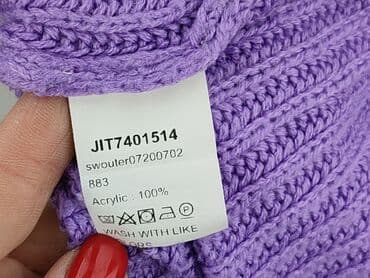 JIT7401514
swouter07200702
883
Acrylic: 100%
WASH WITH LIKE